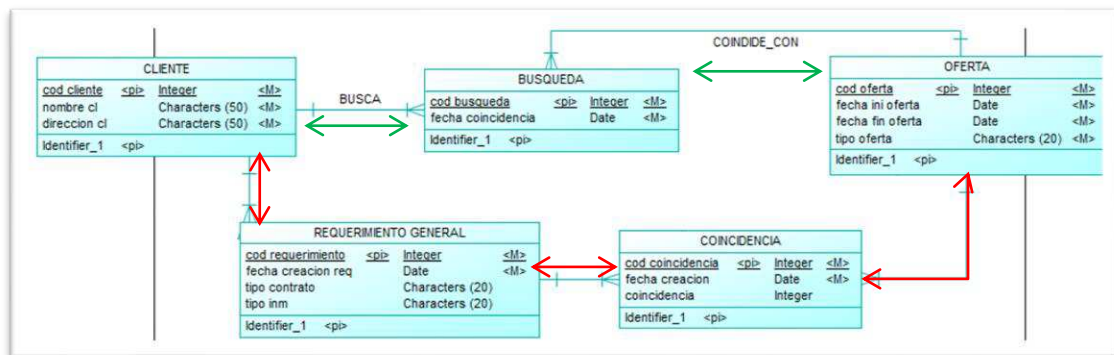 COINDIDE_CON
CLIENTE
cod cliente <pi> Integer <M>
nombre cl Characters (50) <M>
direccion cl Characters (50) <M>
Identifier_1 <pi>
BUSCA
BUSQUEDA
cod busqueda <pi> Integer <M>
fecha coincidencia Date <M>
Identifier_1 <pi>
OFERTA
cod oferta <pi> Integer <M>
fecha ini oferta Date <M>
fecha fin oferta Date <M>
tipo oferta Characters (20) <M>
Identifier_1 <pi>
REQUERIMIENTO GENERAL
cod requerimiento <pi> Integer <M>
fecha creacion req Date <M>
tipo contrato Characters (20)
tipo inm Characters (20)
Identifier_1 <pi>
COINCIDENCIA
cod coincidencia <pi> Integer <M>
fecha creacion Date <M>
coincidencia Integer
Identifier_1 <pi>